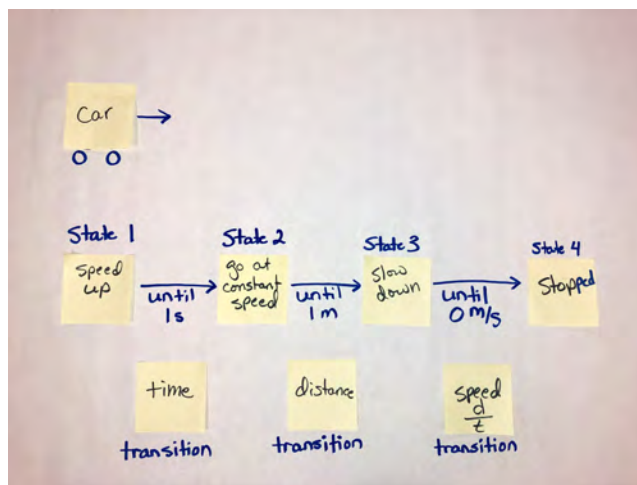 Car
State 1
State 2
State 3
State 4
speed
up
until
1s
go at
constant
speed
until
1m
slow
down
until
0 m/s
Stopped
time
distance
speed
d
t
transition
transition
transition